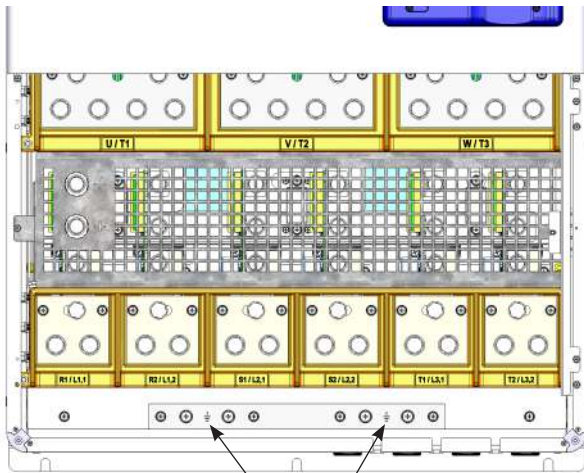 U / T1 V / T2 W / T3
R1 / L1,1 R2 / L1,2 S1 / L2,1 S2 / L2,2 T1 / L3,1 T2 / L3,2